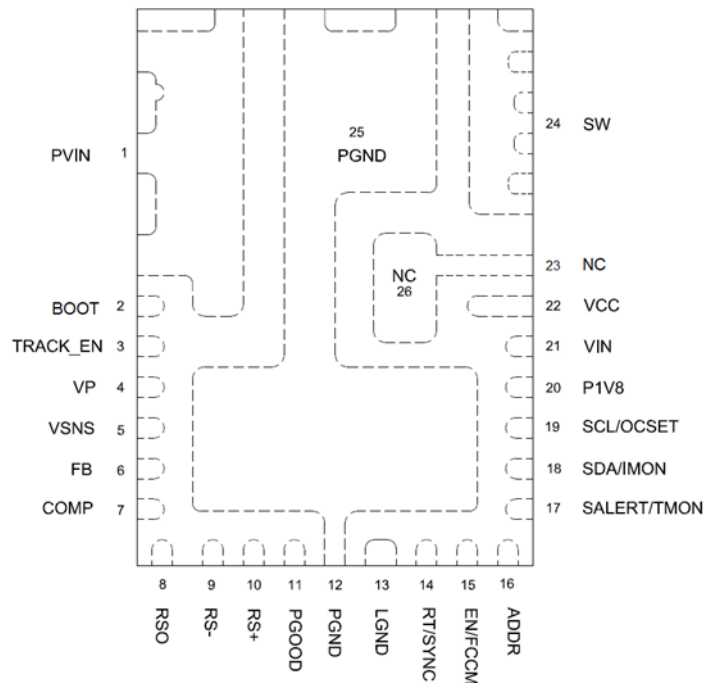 25
PGND
24 SW
PVIN 1
23 NC
NC
26
BOOT 2
22 VCC
TRACK_EN 3
21 VIN
VP 4
20 P1V8
VSNS 5
19 SCL/OCSET
FB 6
18 SDA/IMON
COMP 7
17 SALERT/TMON
8 9 10 11 12 13 14 15 16
RSO
RS-
RS+
PGOOD
PGND
LGND
RT/SYNC
EN/FCCM
ADDR